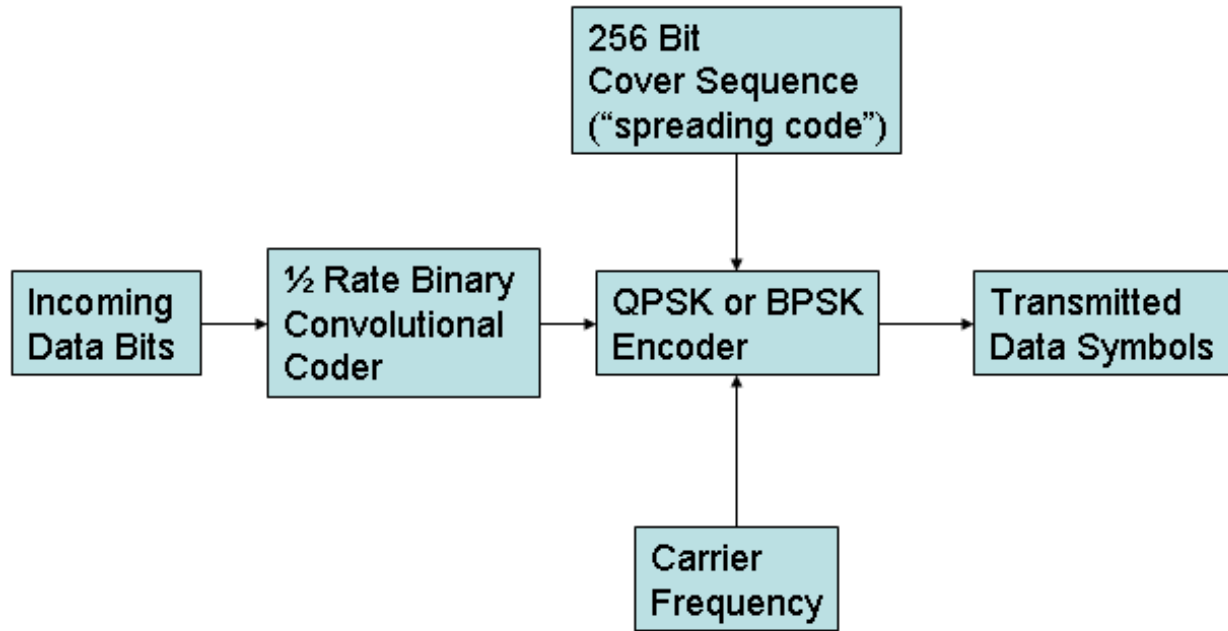 256 Bit
Cover Sequence
(“spreading code”)
Incoming
Data Bits
½ Rate Binary
Convolutional
Coder
QPSK or BPSK
Encoder
Transmitted
Data Symbols
Carrier
Frequency